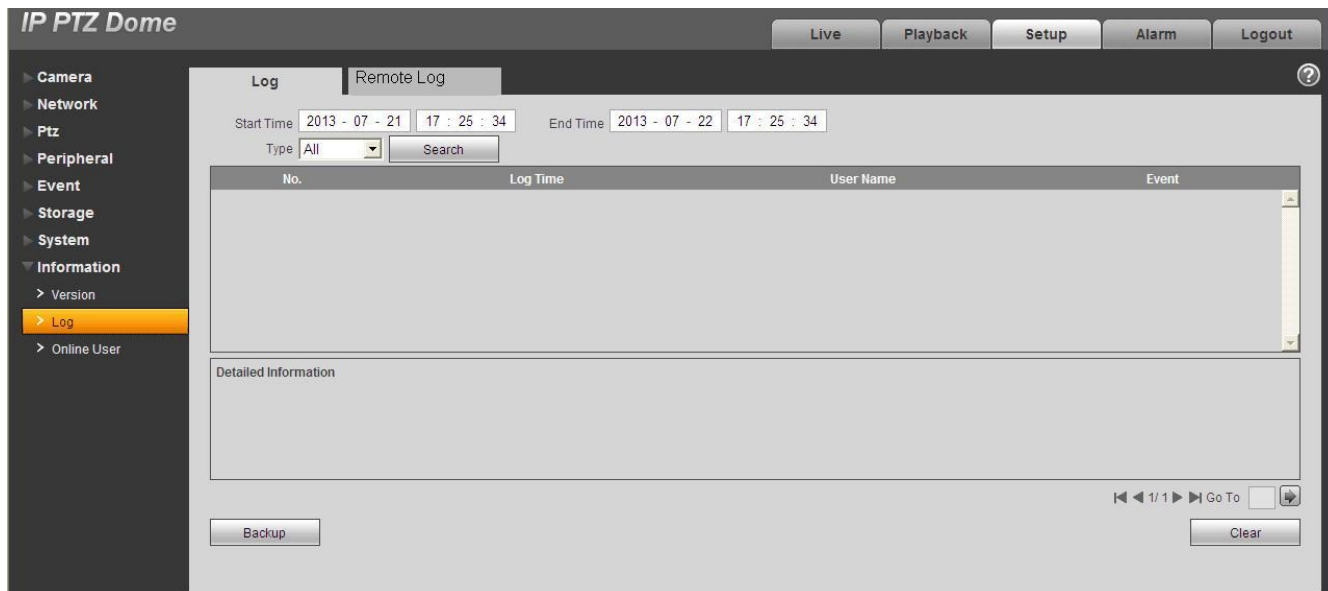 IP PTZ Dome
Live Playback Setup Alarm Logout
Camera
Network
Ptz
Peripheral
Event
Storage
System
Information
> Version
> Log
> Online User
Log Remote Log
?
Start Time 2013 - 07 - 21 17 : 25 : 34 End Time 2013 - 07 - 22 17 : 25 : 34
Type All Search
No. Log Time User Name Event
Detailed Information
1/ 1 Go To
Backup Clear